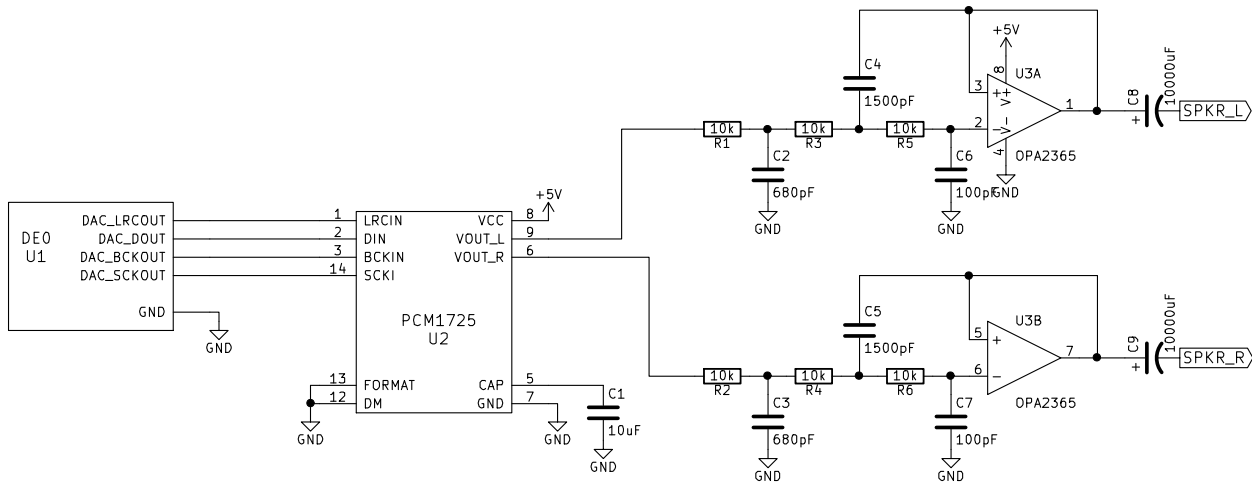 +5V
C4
1500pF
8
U3A
3
+
V+
1
2
-
V-
4
OPA2365
GND
C8
+
10000uF
SPKR_L
10k
R1
10k
R3
10k
R5
C2
680pF
GND
C6
100pF
GND
DE0
U1
DAC_LRCOUT
DAC_DOUT
DAC_BCKOUT
DAC_SCKOUT
GND
GND
1
LRCIN
2
DIN
3
BCKIN
14
SCKI
VCC
8
+5V
VOUT_L
9
VOUT_R
6
PCM1725
U2
13
FORMAT
12
DM
GND
CAP
5
GND
7
GND
C1
10uF
GND
C5
1500pF
U3B
5
+
7
6
-
OPA2365
C9
+
10000uF
SPKR_R
10k
R2
10k
R4
10k
R6
C3
680pF
GND
C7
100pF
GND